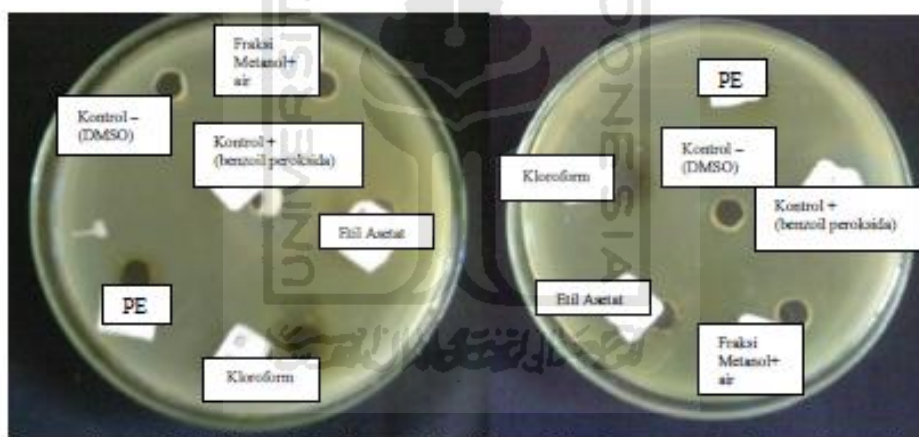 Fraksi
Metanol+
air
Kontrol –
(DMSO)
Kontrol +
(benzoil peroksida)
Etil Asetat
PE
Kloroform
PE
Kontrol –
(DMSO)
Kloroform
Kontrol +
(benzoil peroksida)
Etil Asetat
Fraksi
Metanol+
air